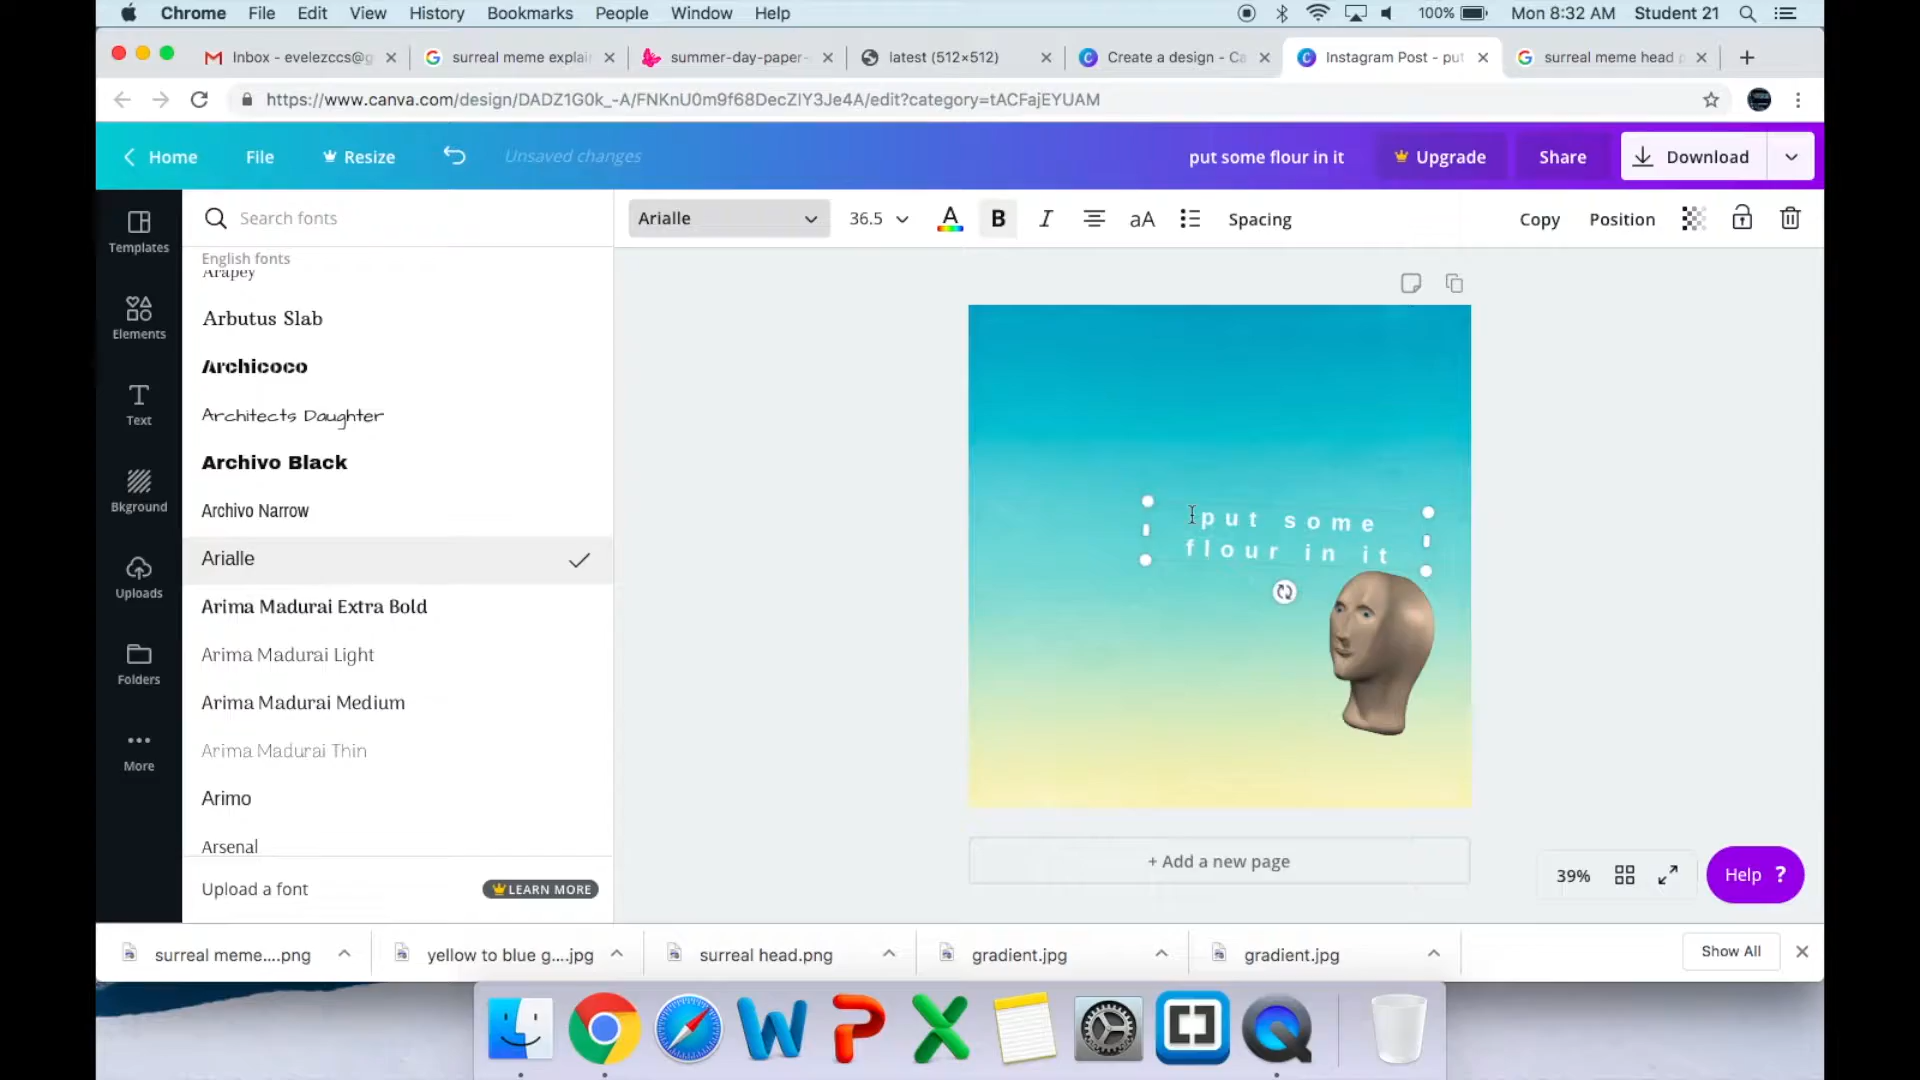 Chrome File Edit View History Bookmarks People Window Help 100% Mon 8:32 AM Student 21
Inbox - evelezccs@g surreal meme explai summer-day-paper- latest (512×512) Create a design - Ca Instagram Post - put surreal meme head p
https://www.canva.com/design/DADZ1G0k_-A/FNKnU0m9f68DecZIY3Je4A/edit?category=tACFajEYUAM
Home File Resize Unsaved changes put some flour in it Upgrade Share Download
Search fonts Arialle 36.5 A B I aA Spacing Copy Position
Templates
Elements
Text
Bkground
Uploads
Folders
More
English fonts
Arapey
Arbutus Slab
Archicoco
Architects Daughter
Archivo Black
Archivo Narrow
Arialle
Arima Madurai Extra Bold
Arima Madurai Light
Arima Madurai Medium
Arima Madurai Thin
Arimo
Arsenal
Upload a font LEARN MORE
put some
flour in it
+ Add a new page
39% Help ?
surreal meme....png yellow to blue g....jpg surreal head.png gradient.jpg gradient.jpg Show All